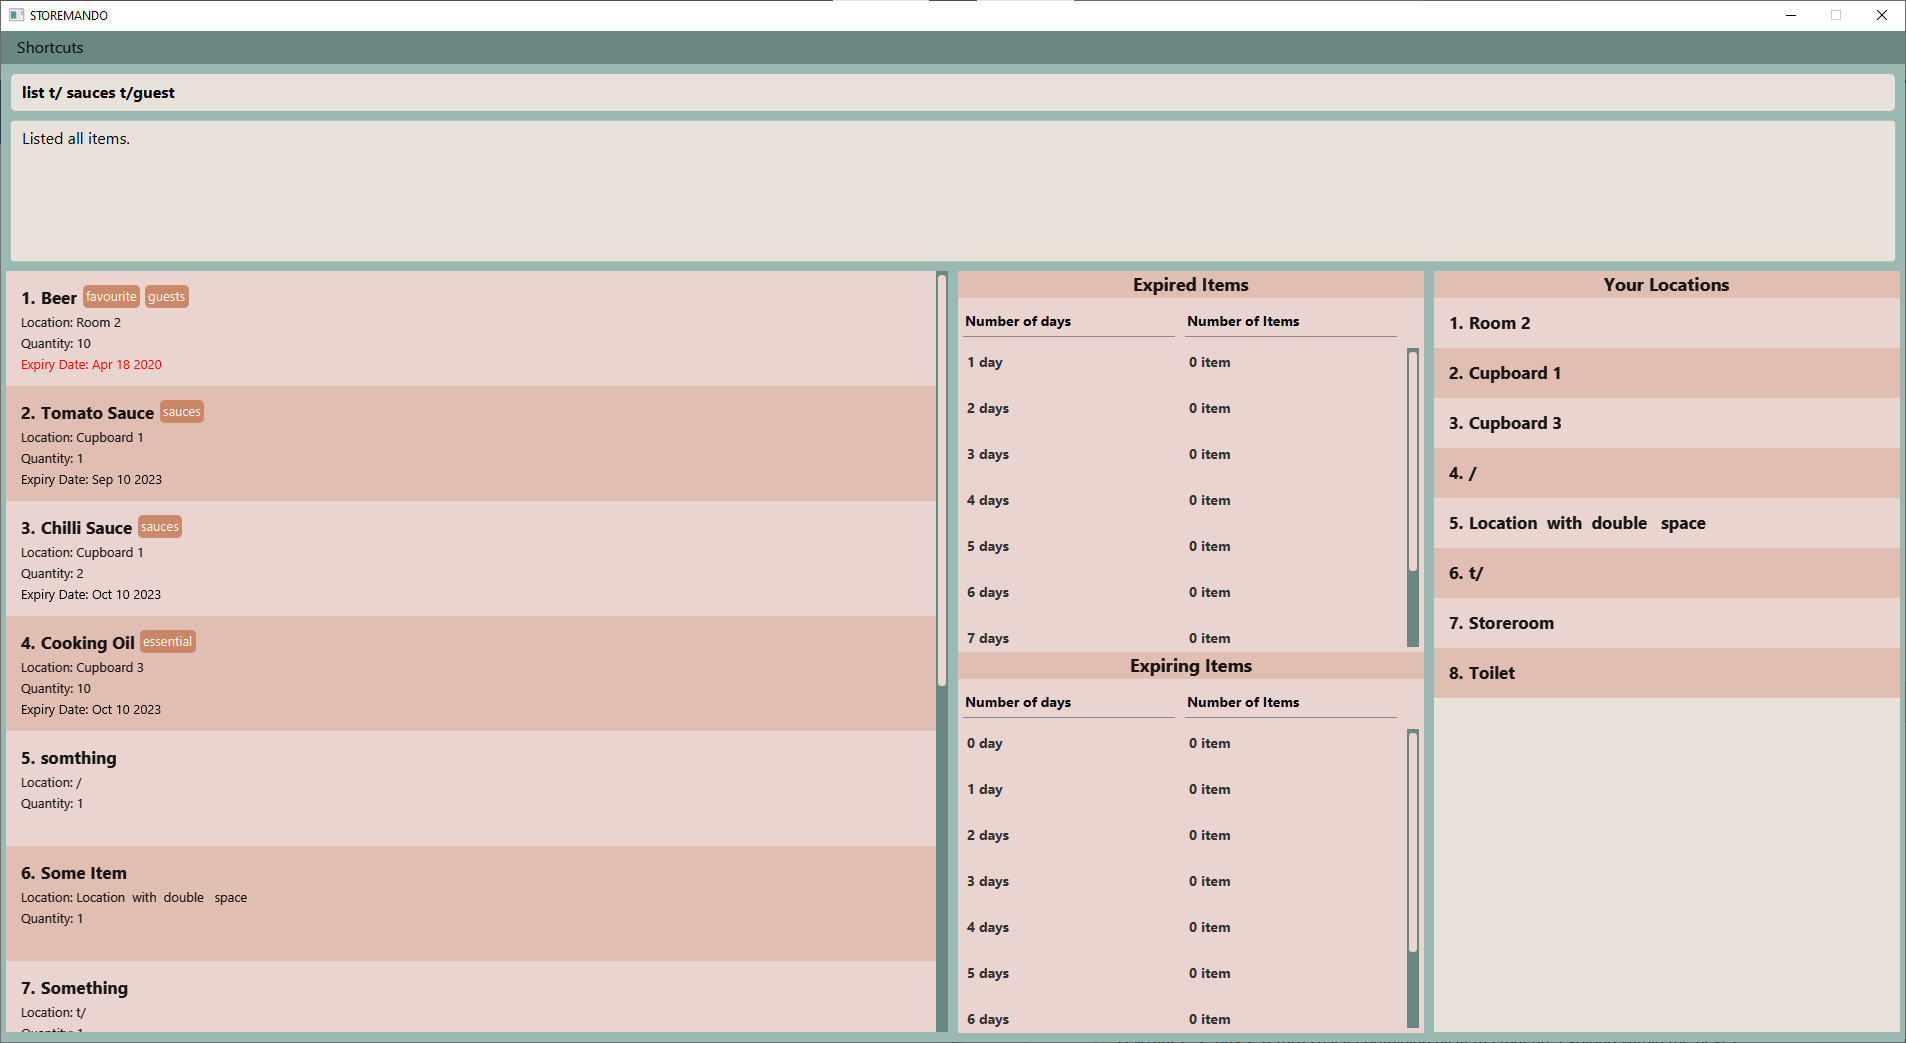 STOREMANDO
Shortcuts
list t/ sauces t/guest
Listed all items.
1. Beer favourite guests
Location: Room 2
Quantity: 10
Expiry Date: Apr 18 2020
2. Tomato Sauce sauces
Location: Cupboard 1
Quantity: 1
Expiry Date: Sep 10 2023
3. Chilli Sauce sauces
Location: Cupboard 1
Quantity: 2
Expiry Date: Oct 10 2023
4. Cooking Oil essential
Location: Cupboard 3
Quantity: 10
Expiry Date: Oct 10 2023
5. somthing
Location: /
Quantity: 1
6. Some Item
Location: Location  with  double   space
Quantity: 1
7. Something
Location: t/
Quantity: 1
Expired Items
Number of days Number of Items
1 day 0 item
2 days 0 item
3 days 0 item
4 days 0 item
5 days 0 item
6 days 0 item
7 days 0 item
Expiring Items
Number of days Number of Items
0 day 0 item
1 day 0 item
2 days 0 item
3 days 0 item
4 days 0 item
5 days 0 item
6 days 0 item
Your Locations
1. Room 2
2. Cupboard 1
3. Cupboard 3
4. /
5. Location  with  double   space
6. t/
7. Storeroom
8. Toilet